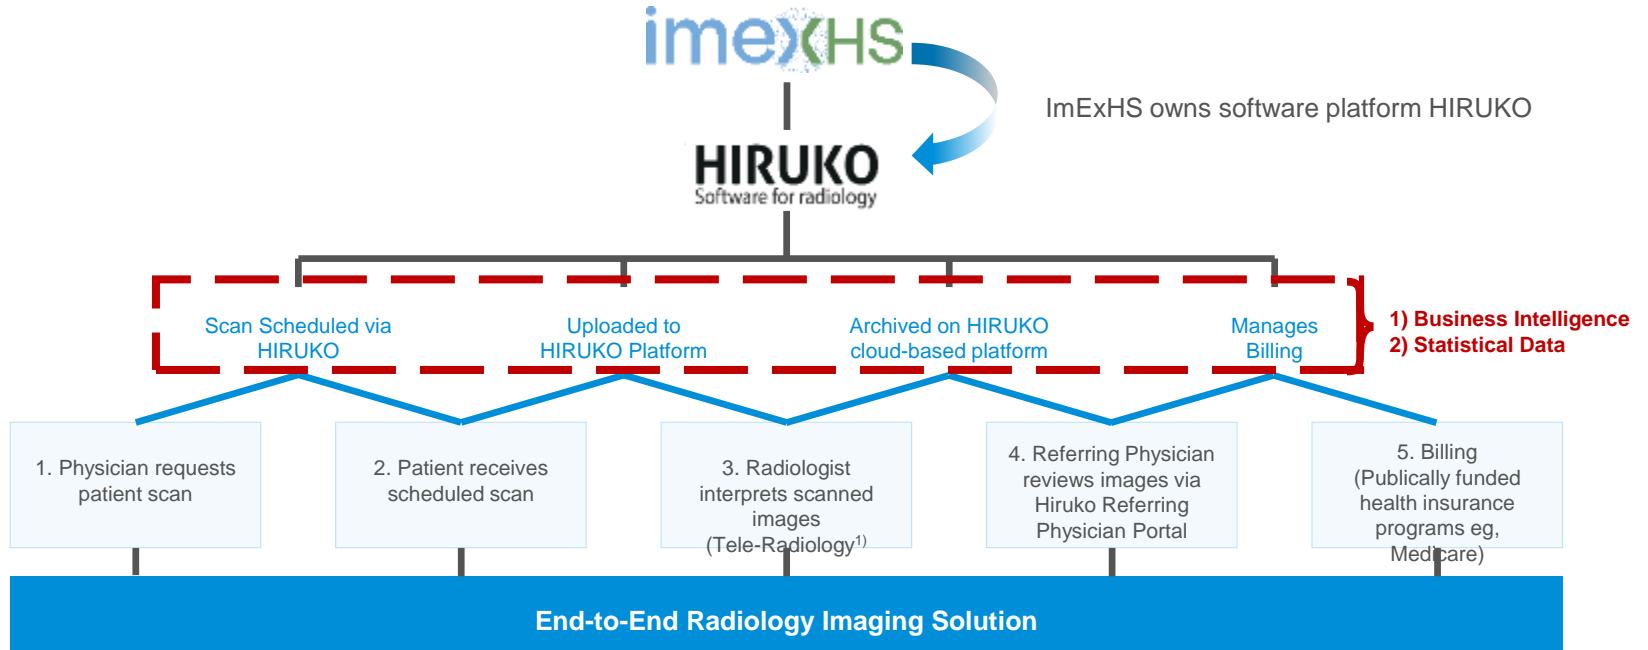 imexHS
ImExHS owns software platform HIRUKO
HIRUKO
Software for radiology
Scan Scheduled via
HIRUKO
Uploaded to
HIRUKO Platform
Archived on HIRUKO
cloud-based platform
Manages
Billing
1) Business Intelligence
2) Statistical Data
1. Physician requests
patient scan
2. Patient receives
scheduled scan
3. Radiologist
interprets scanned
images
(Tele-Radiology1)
4. Referring Physician
reviews images via
Hiruko Referring
Physician Portal
5. Billing
(Publically funded
health insurance
programs eg,
Medicare)
End-to-End Radiology Imaging Solution